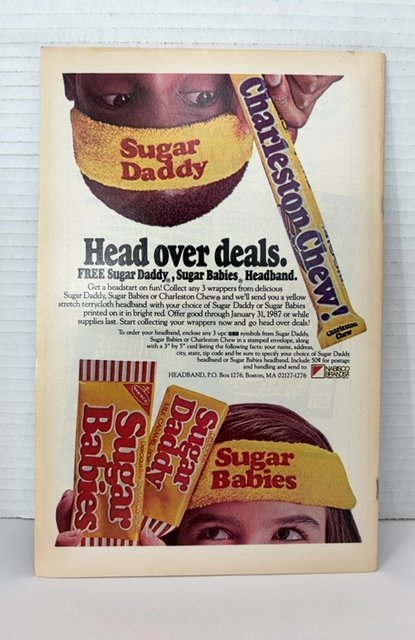 Sugar
Daddy
Charleston Chew!
Charleston
Chew
Head over deals.
FREE Sugar Daddy®, Sugar Babies® Headband.
Get a headstart on fun! Collect any 3 wrappers from delicious
Sugar Daddy, Sugar Babies or Charleston Chew® and we'll send you a yellow
stretch terrycloth headband with your choice of Sugar Daddy or Sugar Babies
printed on it in bright red. Offer good through January 31, 1987 or while
supplies last. Start collecting your wrappers now and go head over deals!
To order your headband, enclose any 3 upc symbols from Sugar Daddy,
Sugar Babies or Charleston Chew in a stamped envelope, along
with a 3" by 5" card listing the following facts: your name, address,
city, state, zip code and be sure to specify your choice of Sugar Daddy
headband or Sugar Babies headband. Include 50¢ for postage
and handling and send to
HEADBAND, P.O. Box 1276, Boston, MA 02127-1276
NABISCO
BRANDS
NABISCO
Sugar
Babies
Sugar
Daddy
MILK CARAMEL POP
Sugar
Babies